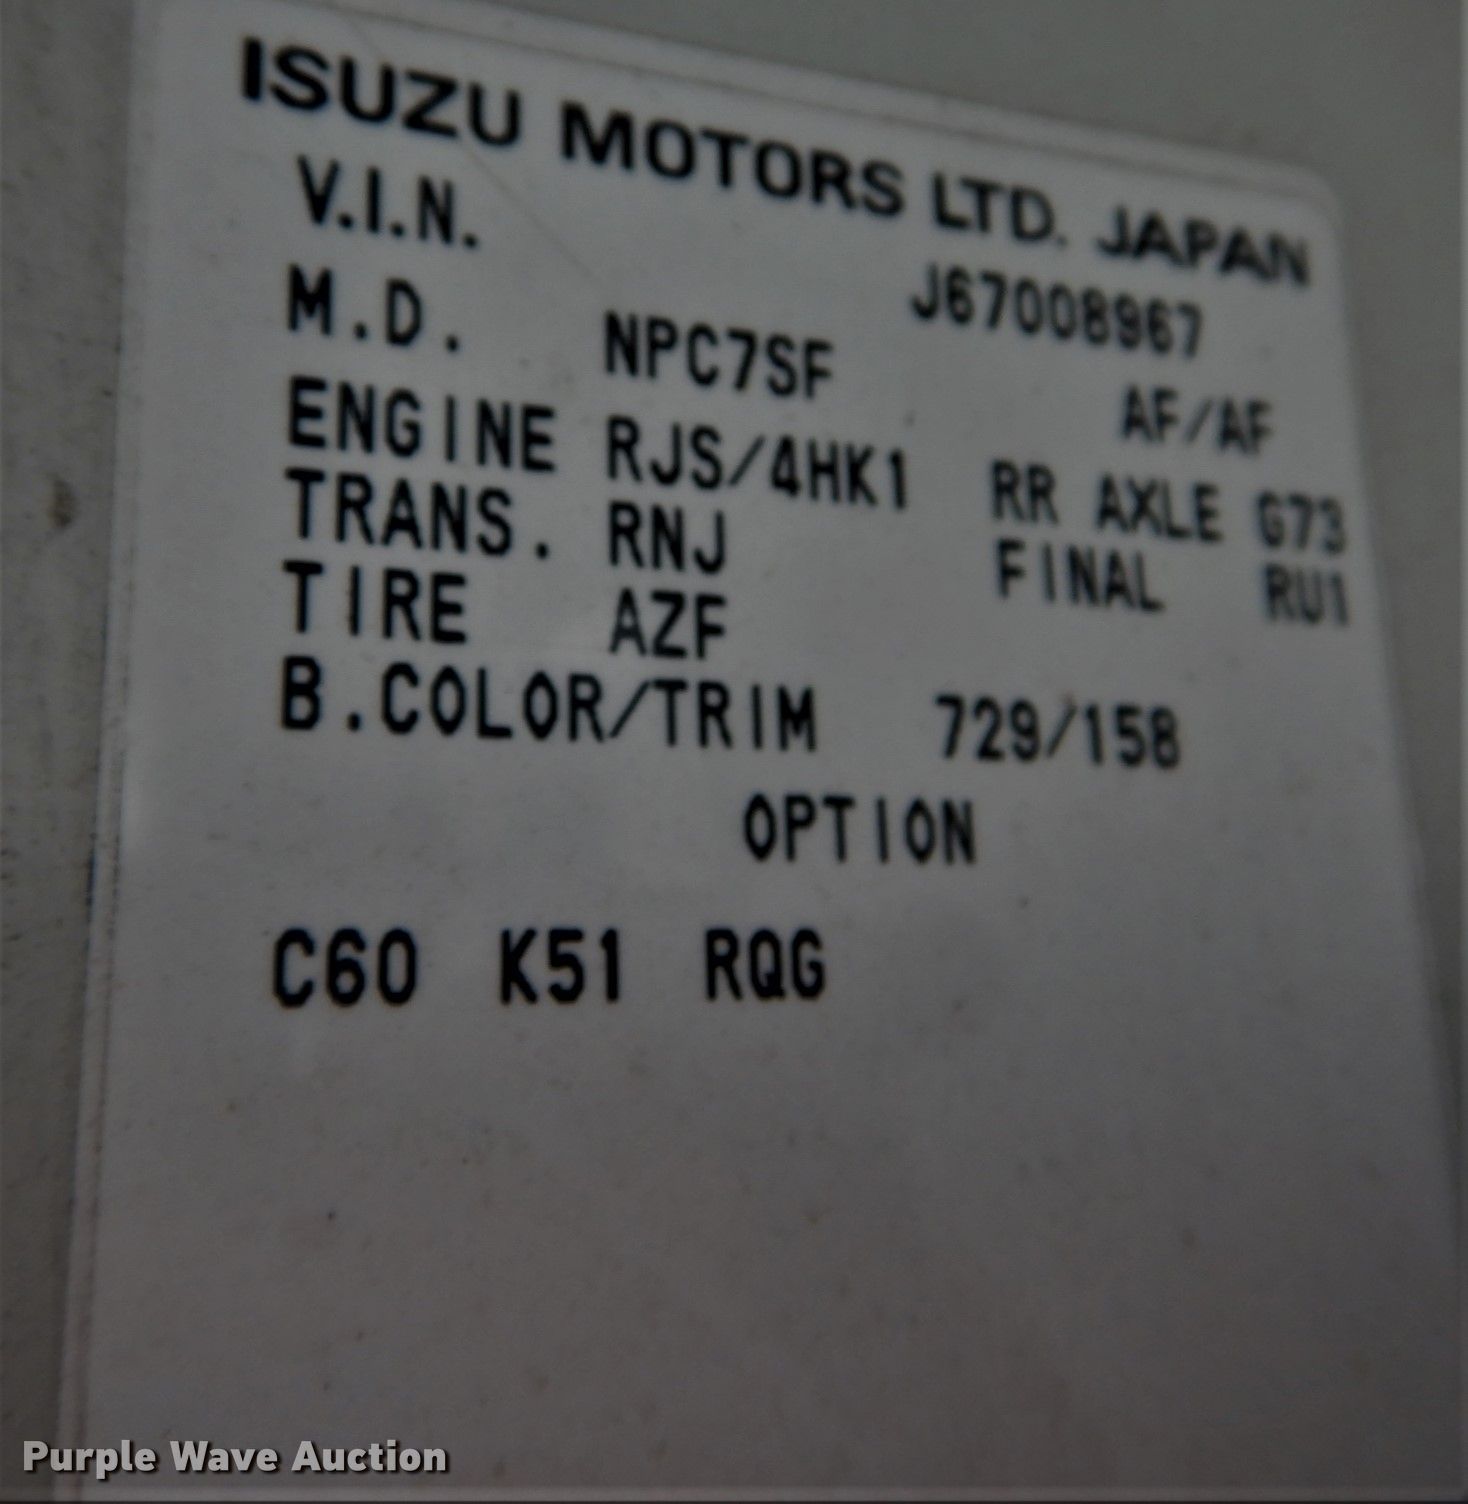 ISUZU MOTORS LTD. JAPAN
V.I.N. J67008967
M.D. NPC7SF AF/AF
ENGINE RJS/4HK1 RR AXLE G73
TRANS. RNJ FINAL RU1
TIRE AZF
B.COLOR/TRIM 729/158
OPTION
C60 K51 RQG
Purple Wave Auction